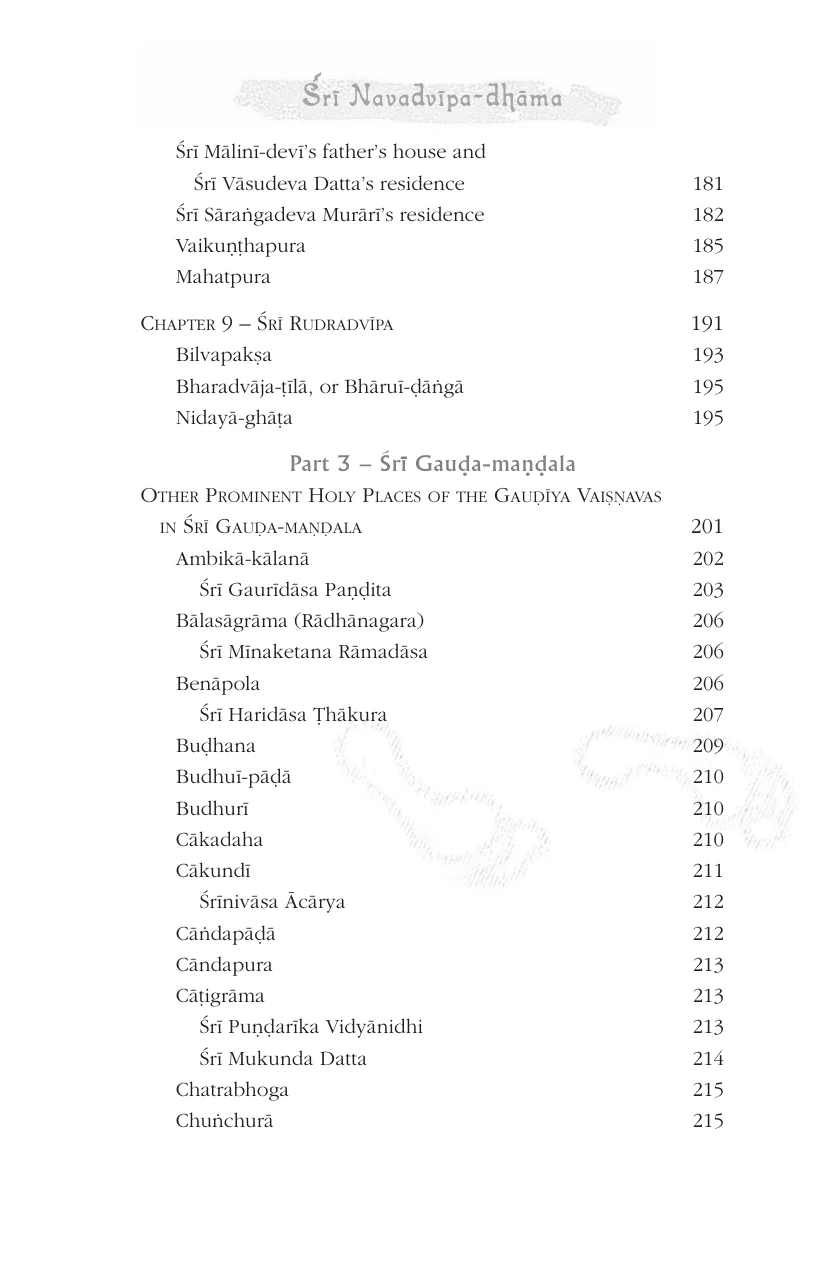 Śrī Navadvīpa-dhāma
Śrī Mālinī-devī’s father’s house and
Śrī Vāsudeva Datta’s residence 181
Śrī Sāraṅgadeva Murārī’s residence 182
Vaikuṇṭhapura 185
Mahatpura 187
Chapter 9 – Śrī Rudradvīpa 191
Bilvapakṣa 193
Bharadvāja-ṭīlā, or Bhāruī-ḍāṅgā 195
Nidayā-ghāṭa 195
Part 3 – Śrī Gauḍa-maṇḍala
Other Prominent Holy Places of the Gauḍīya Vaiṣṇavas
in Śrī Gauḍa-maṇḍala 201
Ambikā-kālanā 202
Śrī Gaurīdāsa Paṇḍita 203
Bālasāgrāma (Rādhānagara) 206
Śrī Mīnaketana Rāmadāsa 206
Benāpola 206
Śrī Haridāsa Ṭhākura 207
Buḍhana 209
Budhuī-pāḍā 210
Budhurī 210
Cākadaha 210
Cākundī 211
Śrīnivāsa Ācārya 212
Cāṅdapāḍā 212
Cāndapura 213
Cāṭigrāma 213
Śrī Puṇḍarīka Vidyānidhi 213
Śrī Mukunda Datta 214
Chatrabhoga 215
Chuṅchurā 215